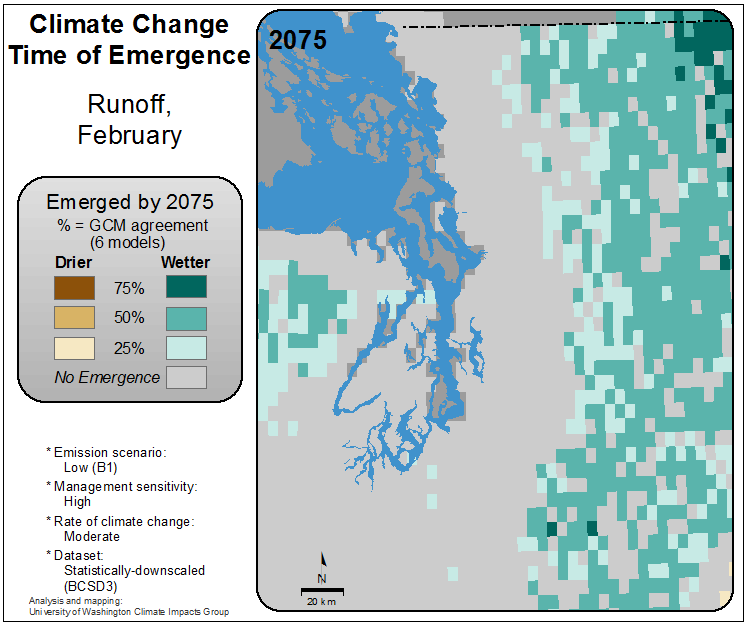 Climate Change
Time of Emergence
Runoff,
February
Emerged by 2075
% = GCM agreement
(6 models)
Drier Wetter
75%
50%
25%
No Emergence
* Emission scenario:
Low (B1)
* Management sensitivity:
High
* Rate of climate change:
Moderate
* Dataset:
Statistically-downscaled
(BCSD3)
Analysis and mapping:
University of Washington Climate Impacts Group
2075
N
20 km